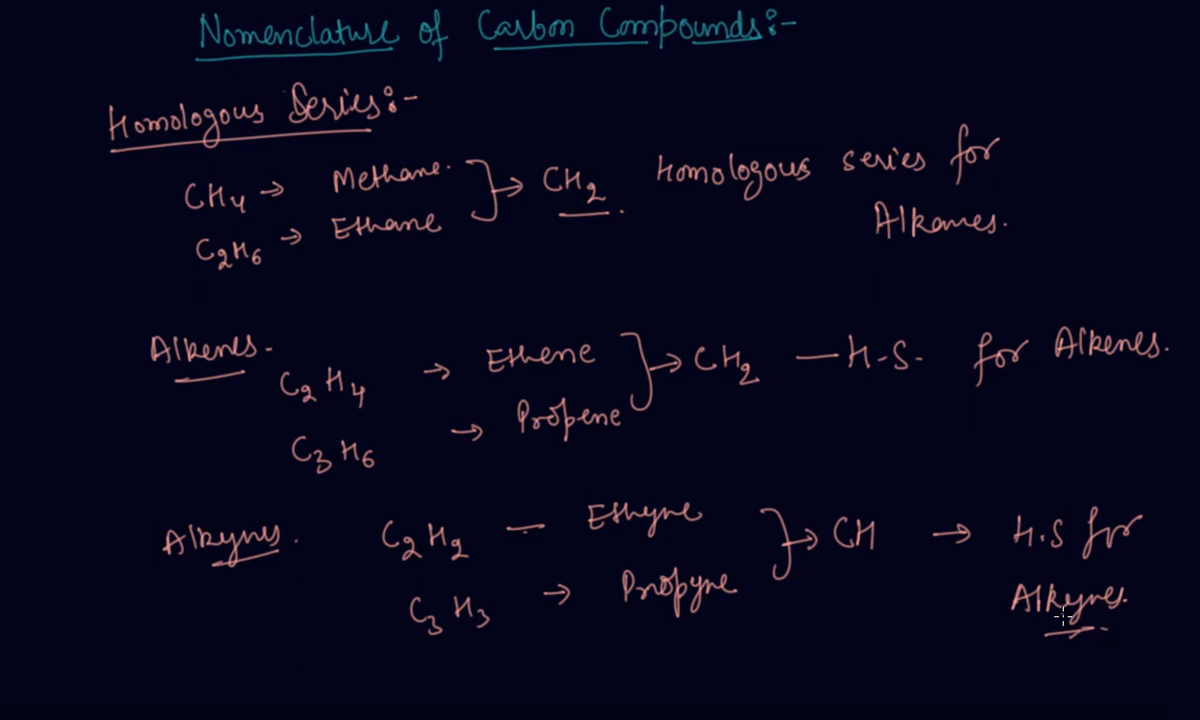 Nomenclature of Carbon Compounds:-
Homologous Series:-
CH4 → Methane. → CH2. Homologous series for
C2H6 → Ethane Alkanes.
Alkenes. C2H4 → Ethene → CH2 — H.S. for Alkenes.
C3H6 → Propene
Alkynes. C2H2 — Ethyne → CH → H.S for
C3H3 → Propyne Alkynes.